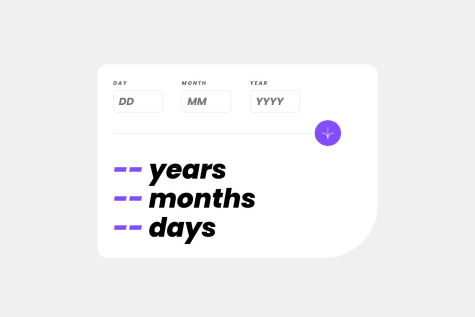 DAY MONTH YEAR
DD MM YYYY
-- years
-- months
-- days